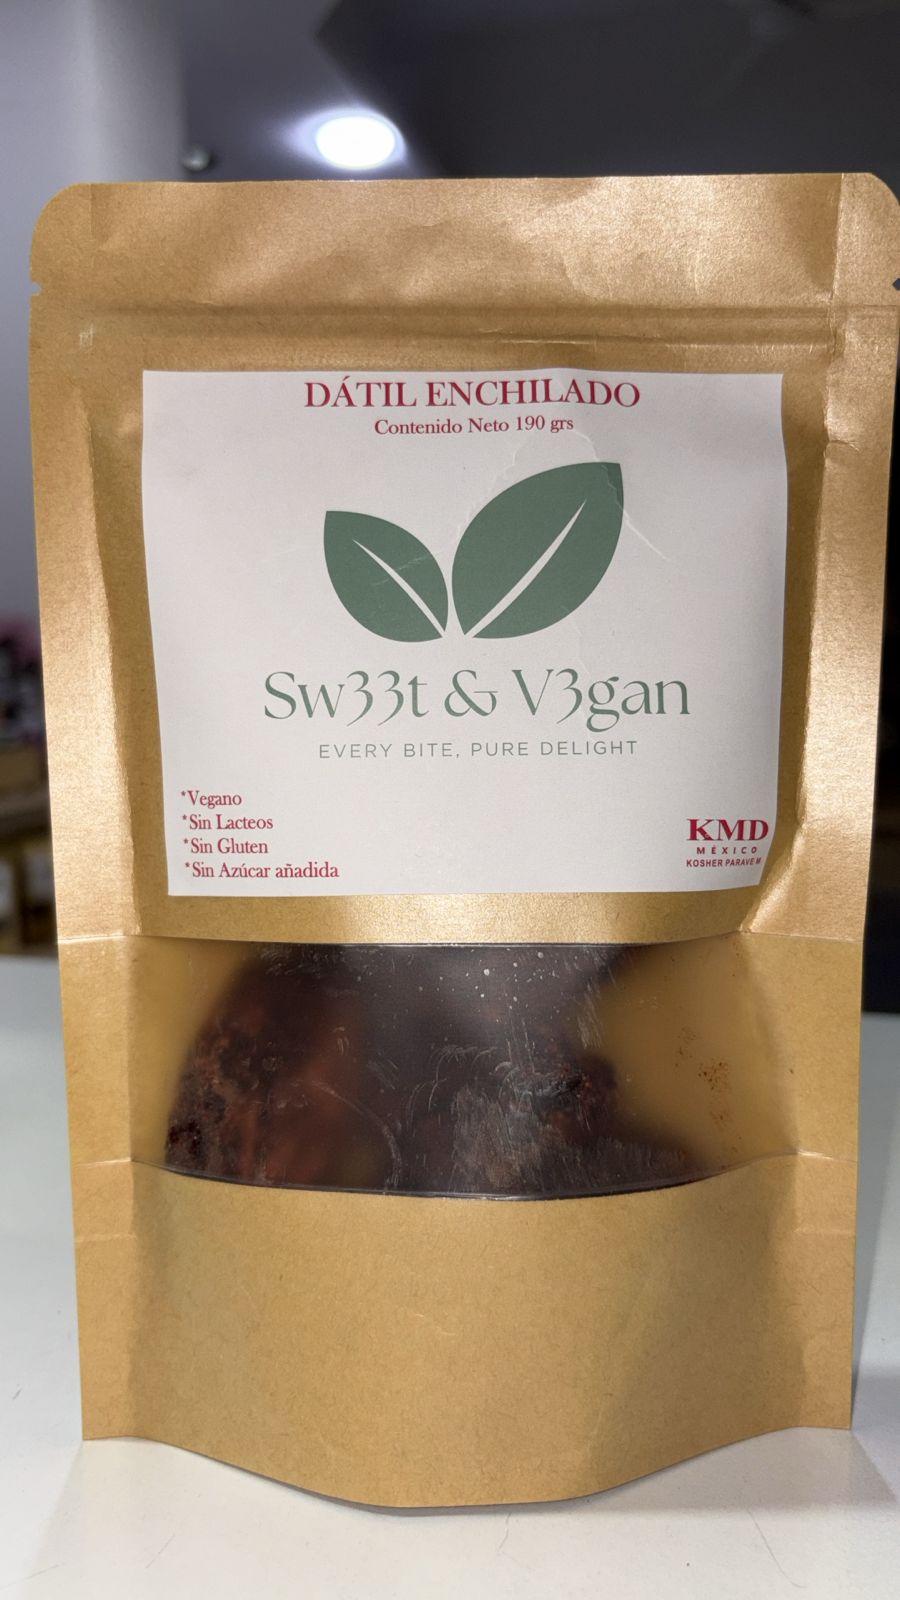 DÁTIL ENCHILADO
Contenido Neto 190 grs
Sw33t & V3gan
EVERY BITE, PURE DELIGHT
*Vegano
*Sin Lacteos
*Sin Gluten
*Sin Azúcar añadida
KMD
MÉXICO
KOSHER PARAVE M